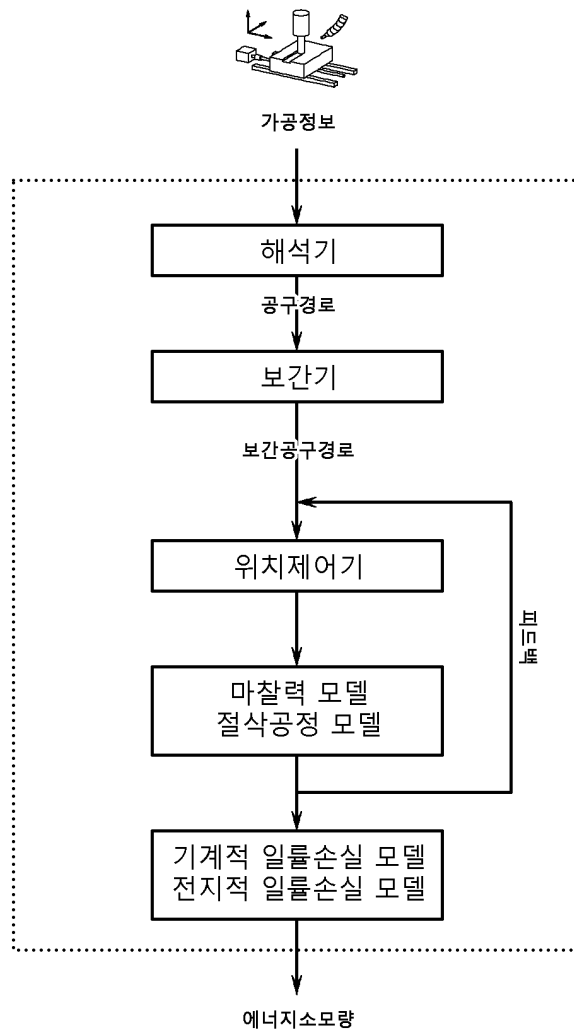 가공정보
해석기
공구경로
보간기
보간공구경로
위치제어기
피드백
마찰력 모델
절삭공정 모델
기계적 일률손실 모델
전지적 일률손실 모델
에너지소모량